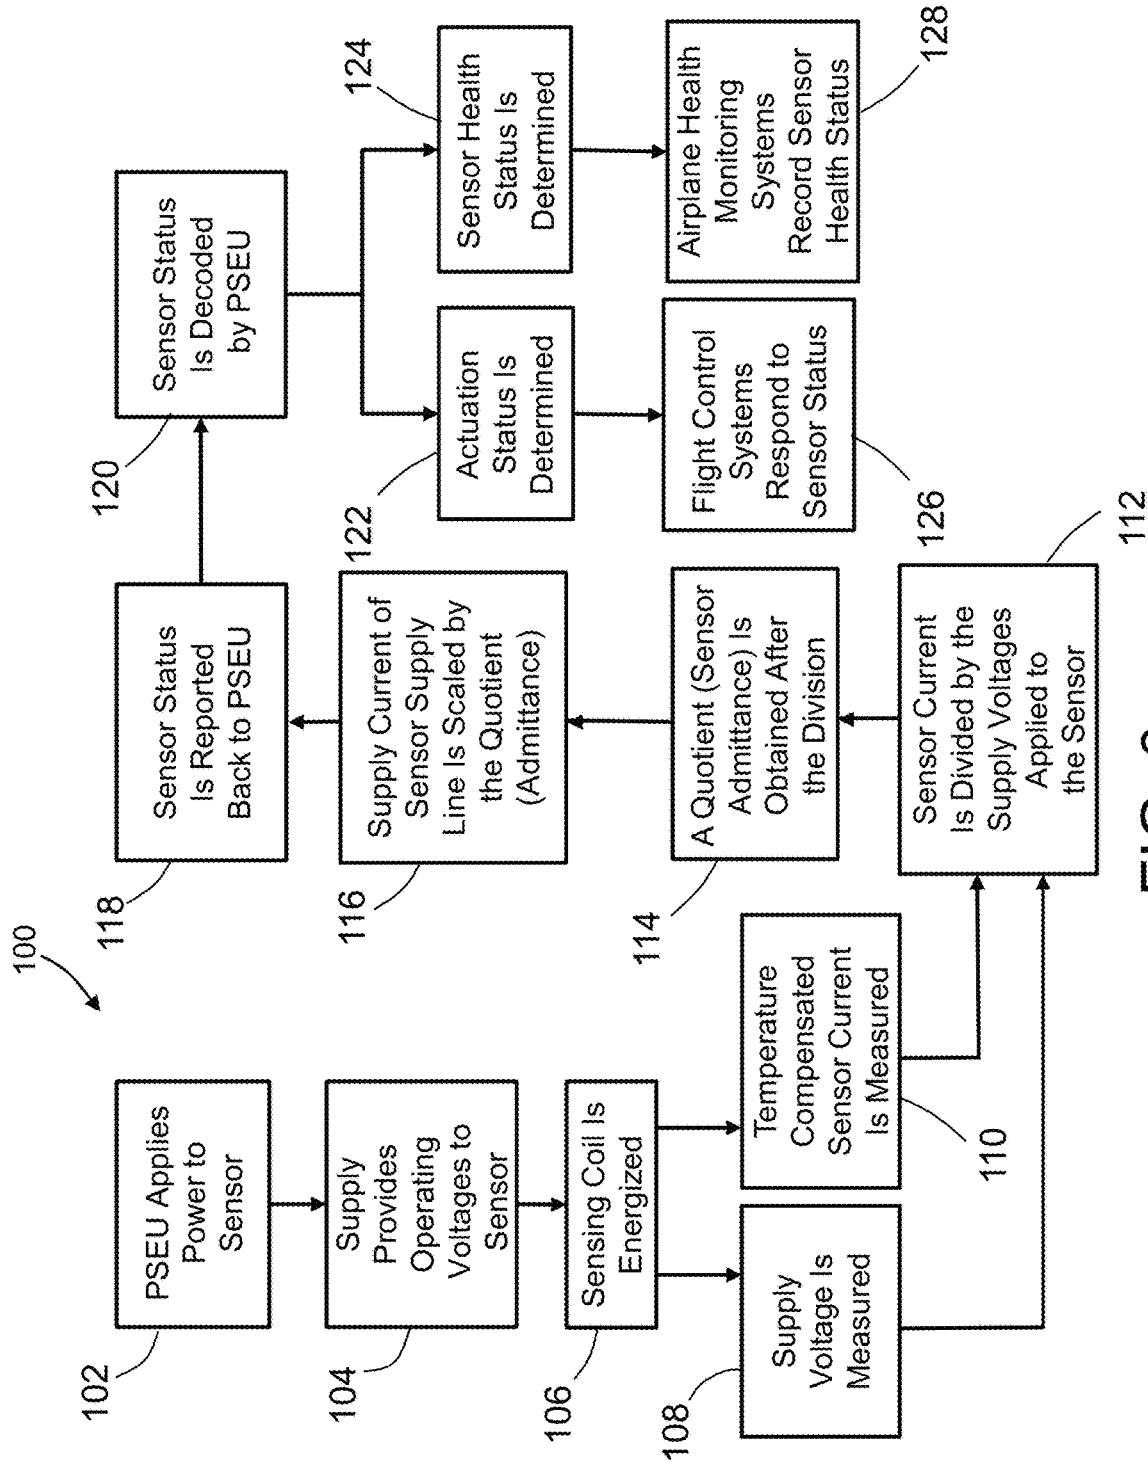 100
102
PSEU Applies
Power to
Sensor
104
Supply
Provides
Operating
Voltages to
Sensor
106
Sensing Coil Is
Energized
108
Supply
Voltage Is
Measured
110
Temperature
Compensated
Sensor Current
Is Measured
112
Sensor Current
Is Divided by the
Supply Voltages
Applied to
the Sensor
114
A Quotient (Sensor
Admittance) Is
Obtained After
the Division
116
Supply Current of
Sensor Supply
Line Is Scaled by
the Quotient
(Admittance)
118
Sensor Status
Is Reported
Back to PSEU
120
Sensor Status
Is Decoded
by PSEU
122
Actuation
Status Is
Determined
124
Sensor Health
Status Is
Determined
126
Flight Control
Systems
Respond to
Sensor Status
128
Airplane Health
Monitoring
Systems
Record Sensor
Health Status